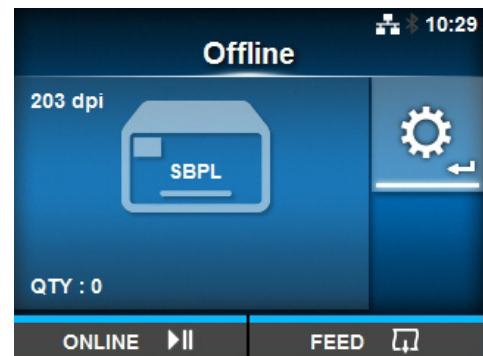 10:29
Offline
203 dpi
SBPL
QTY : 0
ONLINE FEED